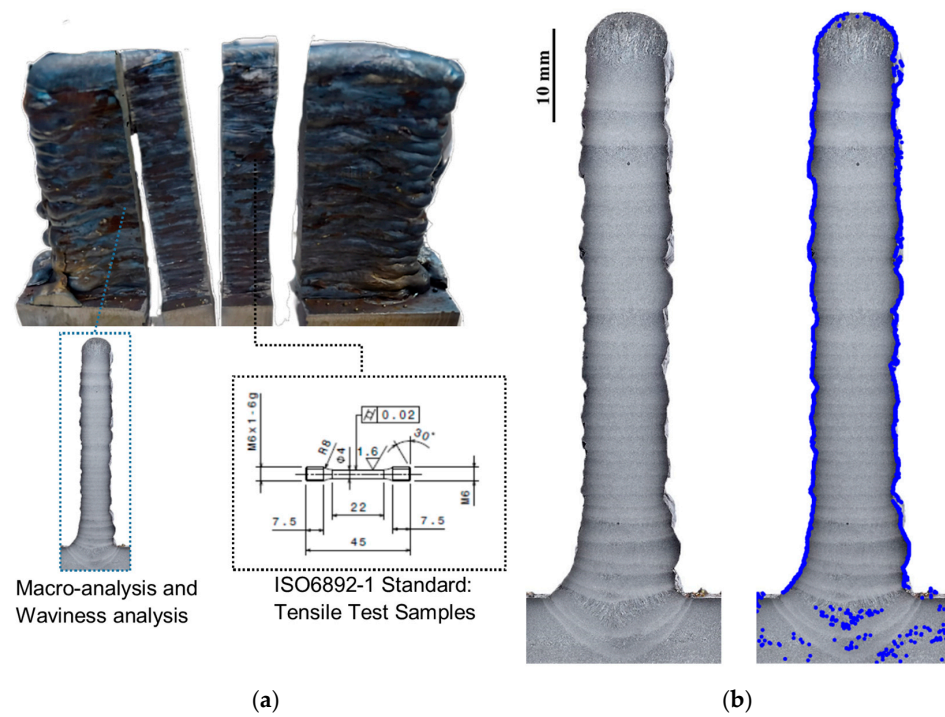 10 mm
M6x1-6g
R8
Φ4
1.6
0.02
30°
M6
22
7.5
7.5
45
Macro-analysis and
Waviness analysis
ISO6892-1 Standard:
Tensile Test Samples
(a)
(b)